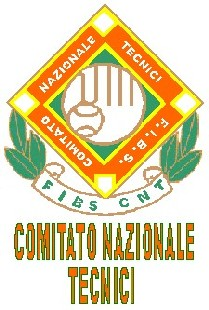 NAZIONALE
TECNICI
COMITATO
F.I.B.S.
FIBS CNT
COMITATO NAZIONALE
TECNICI